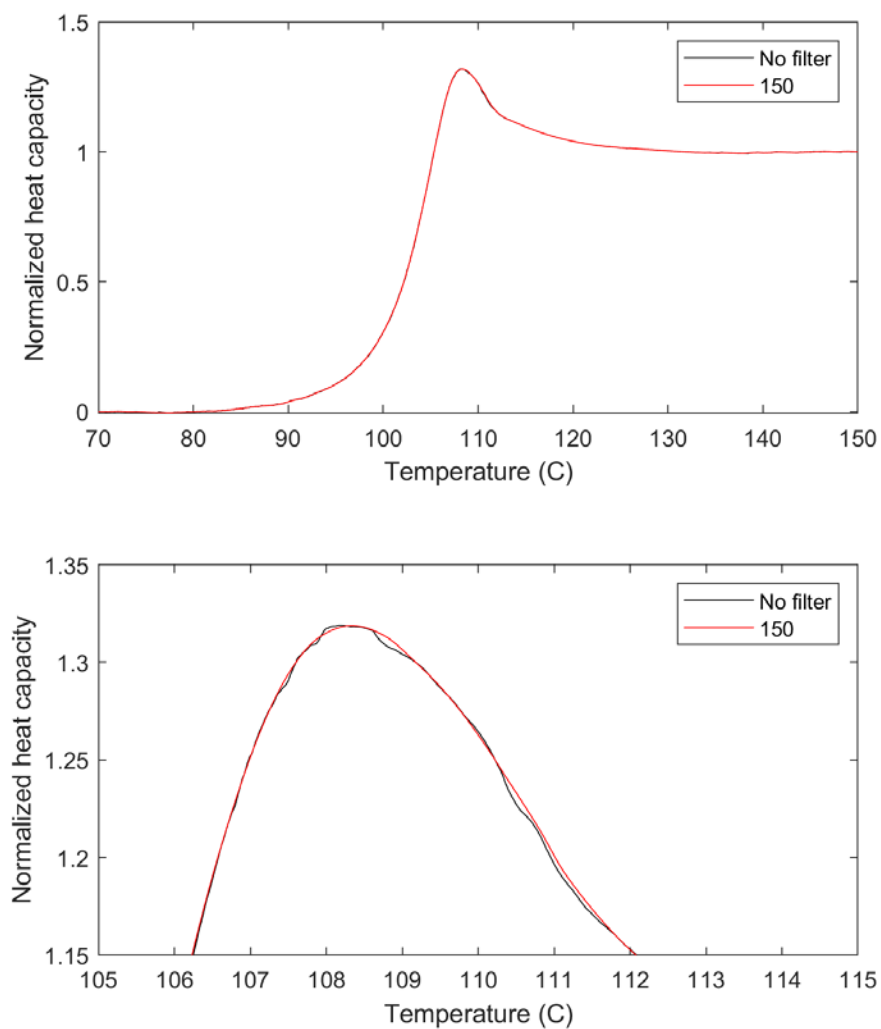 1.5
1
0.5
0
Normalized heat capacity
No filter
150
70 80 90 100 110 120 130 140 150
Temperature (C)
1.35
1.3
1.25
1.2
1.15
Normalized heat capacity
No filter
150
105 106 107 108 109 110 111 112 113 114 115
Temperature (C)